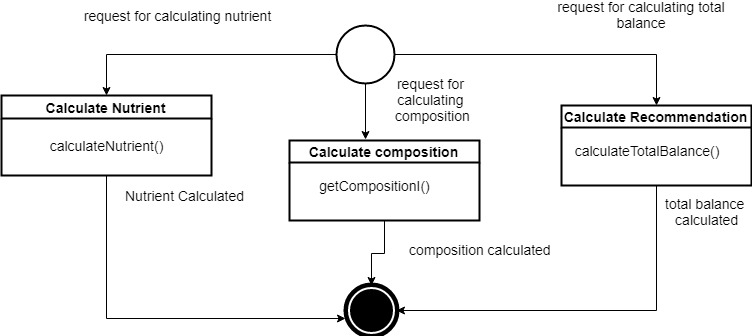 request for calculating nutrient
request for calculating total
balance
request for
calculating
composition
Calculate Nutrient
calculateNutrient()
Calculate composition
getCompositionI()
Calculate Recommendation
calculateTotalBalance()
Nutrient Calculated
composition calculated
total balance
calculated